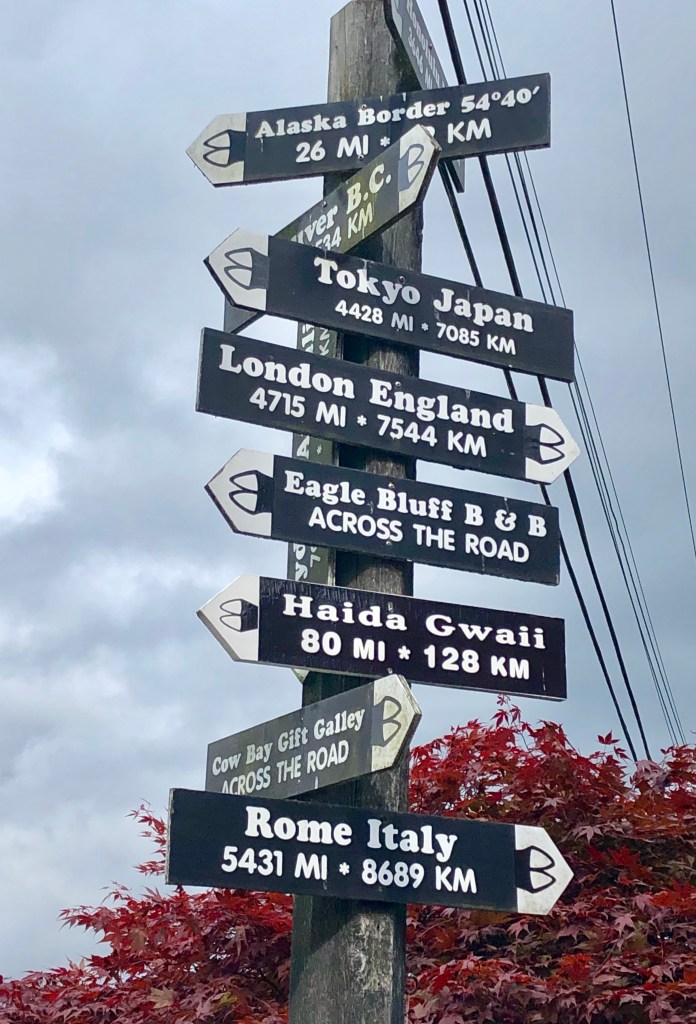 Alaska Border 54°40'
26 MI * KM
B.C.
KM
Tokyo Japan
4428 MI * 7085 KM
London England
4715 MI * 7544 KM
Eagle Bluff B & B
ACROSS THE ROAD
Haida Gwaii
80 MI * 128 KM
Cow Bay Gift Galley
ACROSS THE ROAD
Rome Italy
5431 MI * 8689 KM